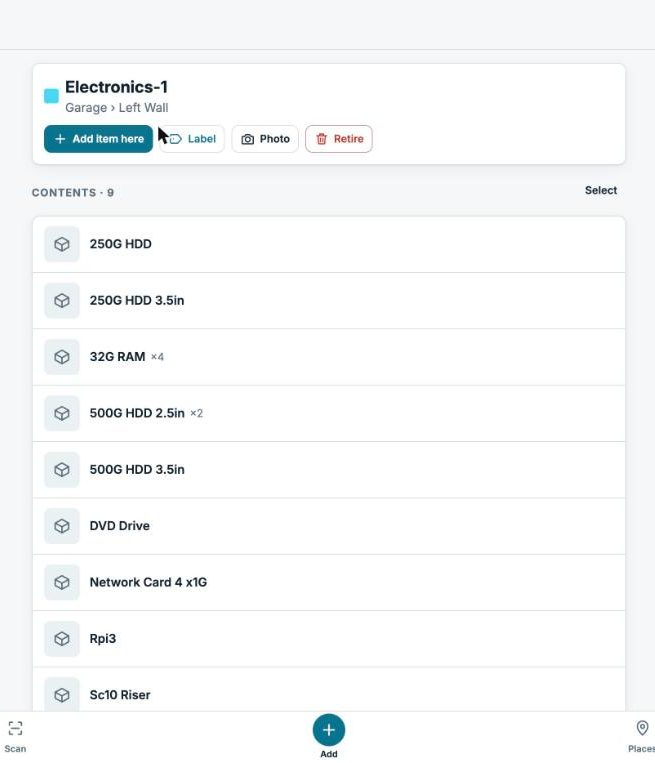 Electronics-1
Garage › Left Wall
Add item here
Label
Photo
Retire
CONTENTS · 9
Select
250G HDD
250G HDD 3.5in
32G RAM ×4
500G HDD 2.5in ×2
500G HDD 3.5in
DVD Drive
Network Card 4 x1G
Rpi3
Sc10 Riser
Scan
Add
Places